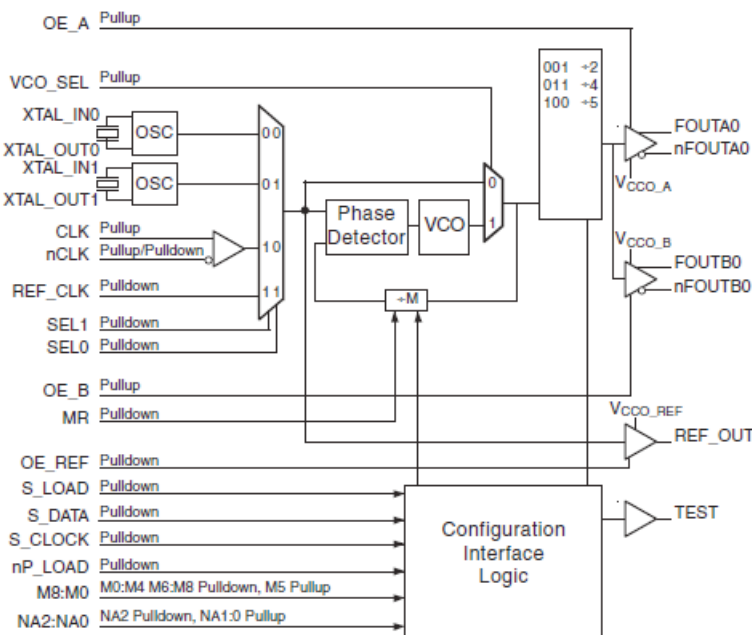 OE_A Pullup
VCO_SEL Pullup
XTAL_IN0
OSC
XTAL_OUT0
XTAL_IN1
OSC
XTAL_OUT1
CLK Pullup
nCLK Pullup/Pulldown
REF_CLK Pulldown
SEL1 Pulldown
SEL0 Pulldown
00
01
10
11
Phase
Detector
VCO
0
1
÷M
001 ÷2
011 ÷4
100 ÷5
FOUTA0
nFOUTA0
VCCO_A
VCCO_B
FOUTB0
nFOUTB0
OE_B Pullup
MR Pulldown
VCCO_REF
REF_OUT
OE_REF Pulldown
S_LOAD Pulldown
S_DATA Pulldown
S_CLOCK Pulldown
nP_LOAD Pulldown
M8:M0 M0:M4 M6:M8 Pulldown, M5 Pullup
NA2:NA0 NA2 Pulldown, NA1:0 Pullup
Configuration
Interface
Logic
TEST